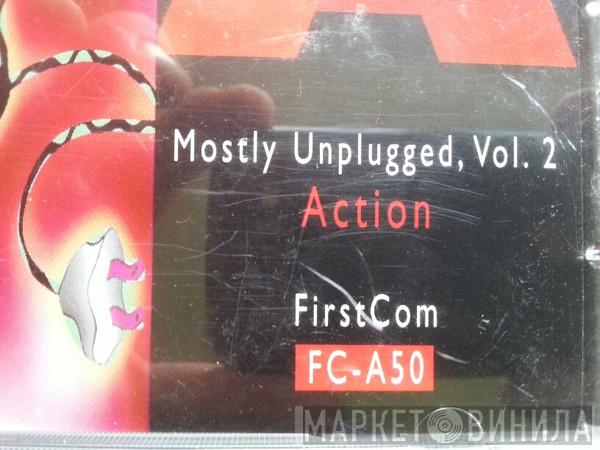 Mostly Unplugged, Vol. 2
Action
FirstCom
FC-A50
МАРКЕТ ВИНИЛА